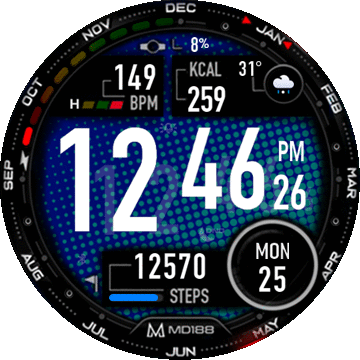 DEC
NOV
JAN
OCT
FEB
SEP
MAR
AUG
APR
JUL
MAY
JUN
8%
149
H
BPM
KCAL
259
31°
12 46
PM
26
12570
STEPS
MON
25
MD188